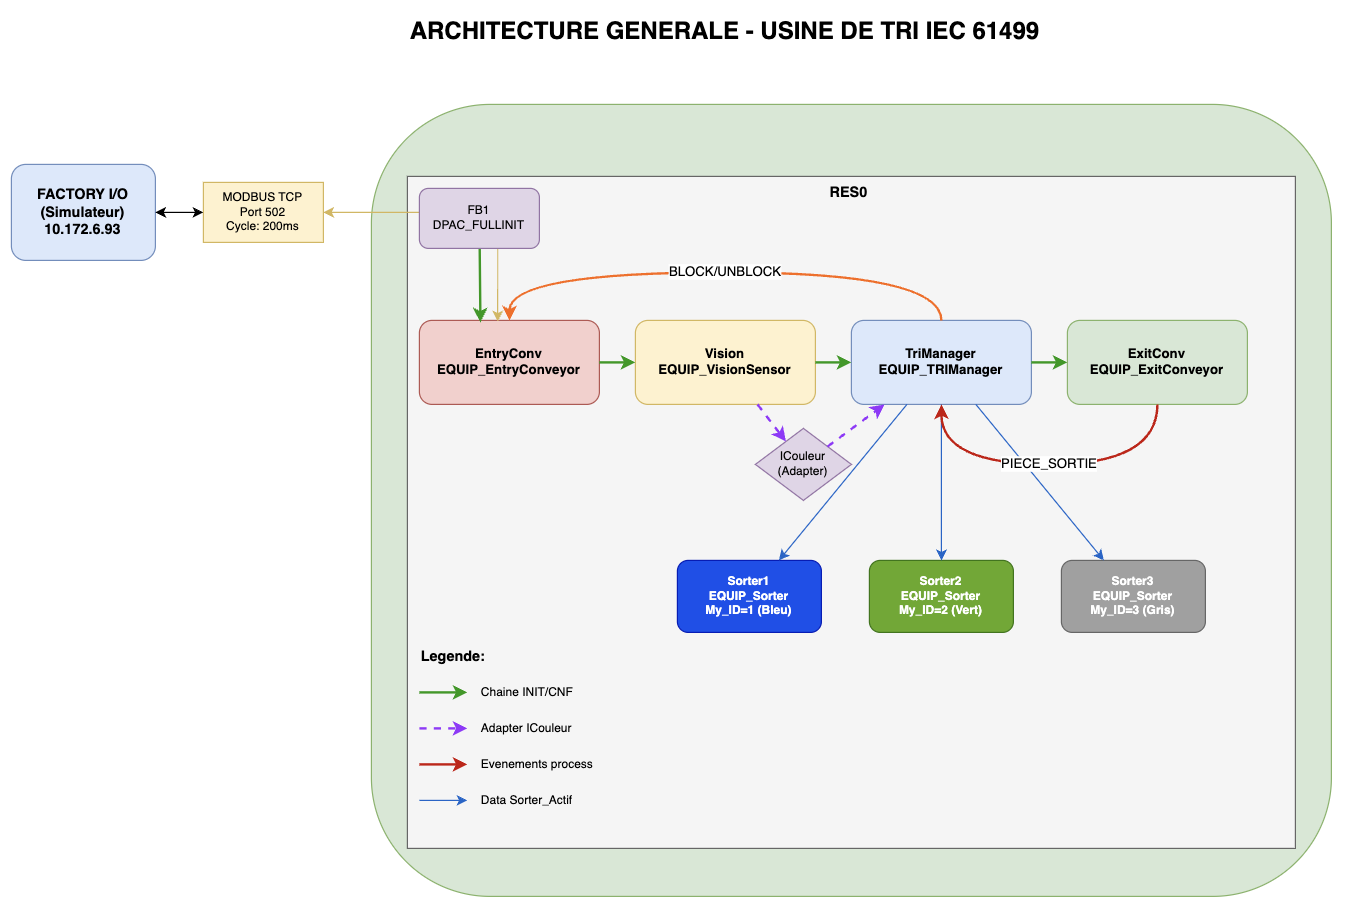 ARCHITECTURE GENERALE - USINE DE TRI IEC 61499
FACTORY I/O
(Simulateur)
10.172.6.93
MODBUS TCP
Port 502
Cycle: 200ms
RES0
FB1
DPAC_FULLINIT
BLOCK/UNBLOCK
EntryConv
EQUIP_EntryConveyor
Vision
EQUIP_VisionSensor
TriManager
EQUIP_TRIManager
ExitConv
EQUIP_ExitConveyor
ICouleur
(Adapter)
PIECE_SORTIE
Sorter1
EQUIP_Sorter
My_ID=1 (Bleu)
Sorter2
EQUIP_Sorter
My_ID=2 (Vert)
Sorter3
EQUIP_Sorter
My_ID=3 (Gris)
Legende:
Chaine INIT/CNF
Adapter ICouleur
Evenements process
Data Sorter_Actif